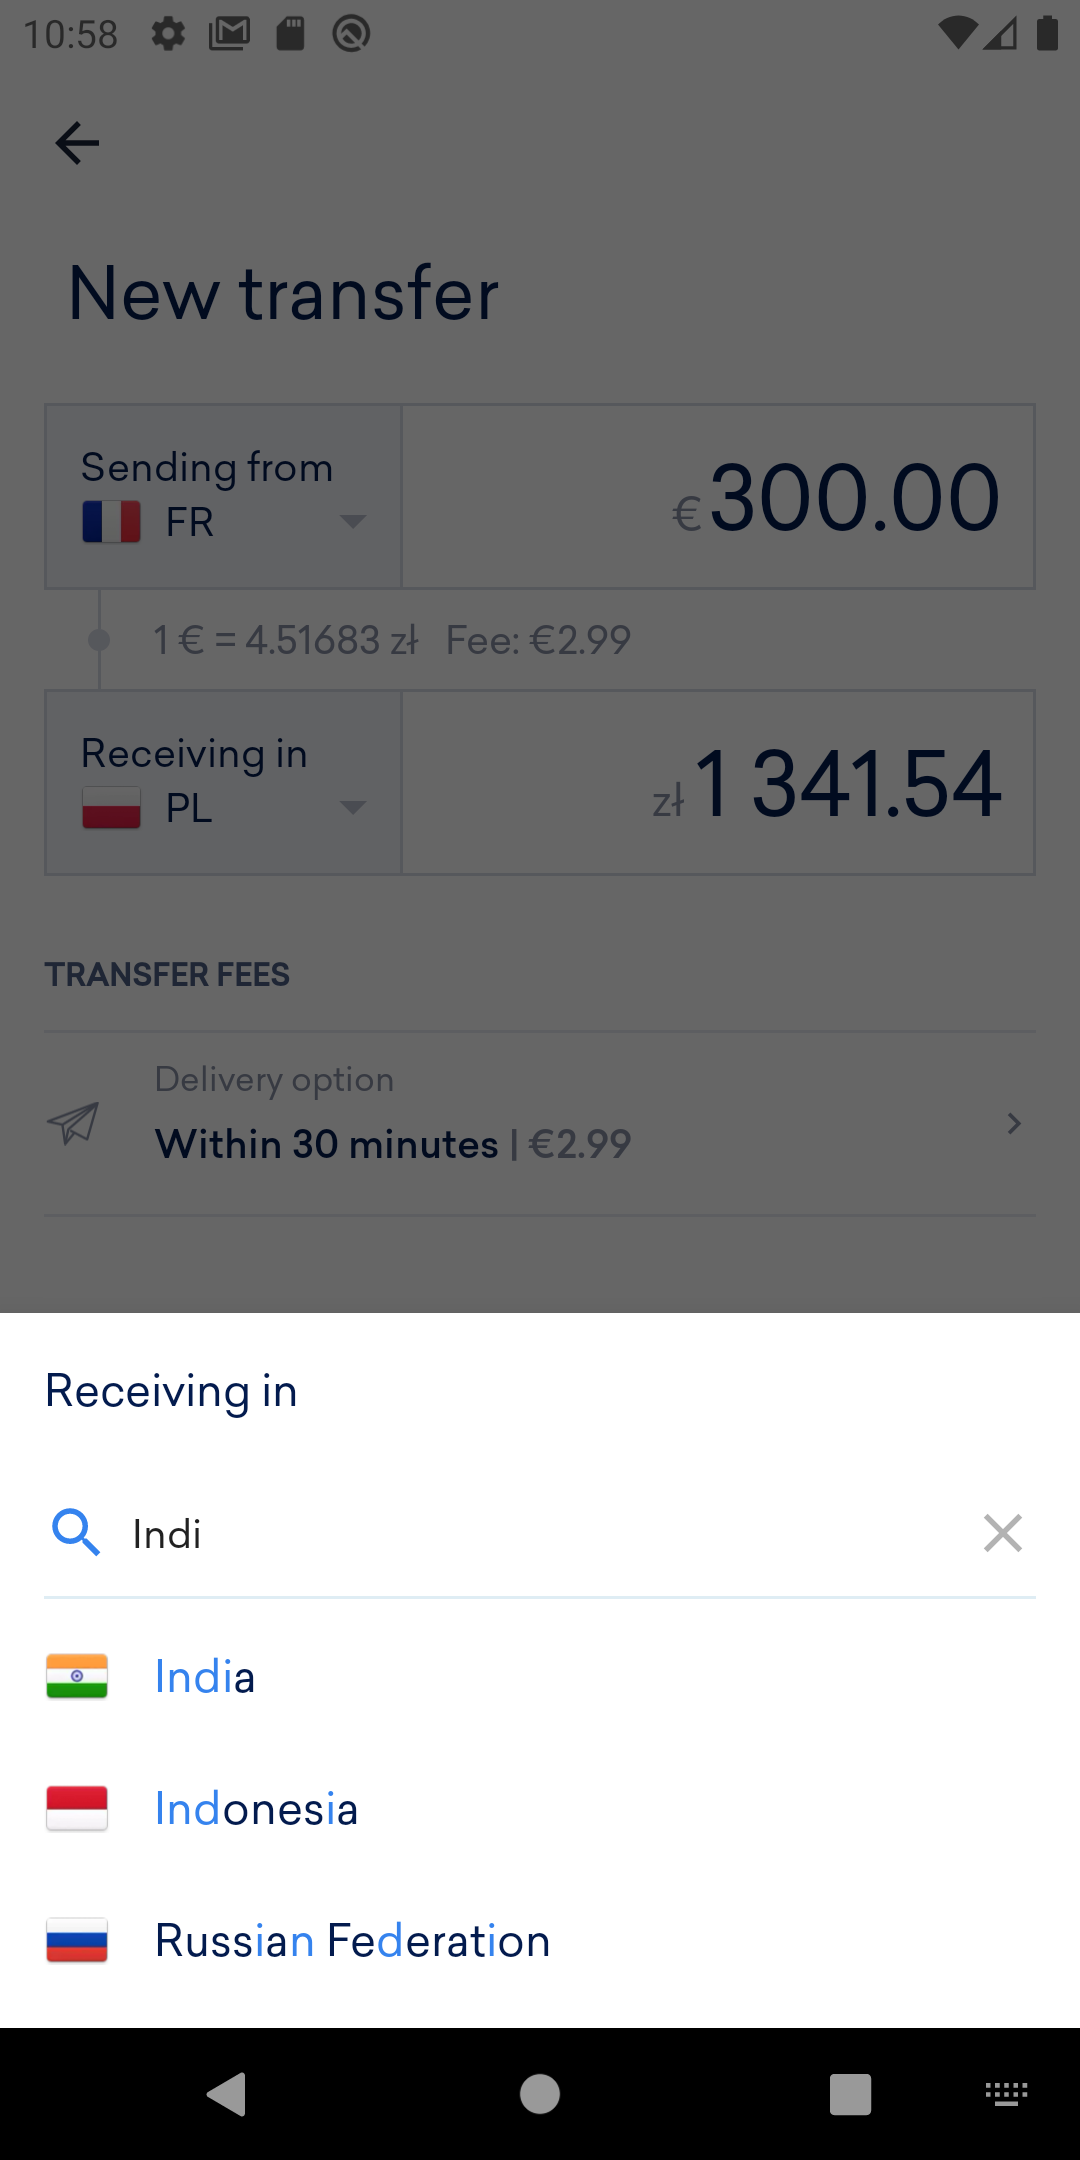 10:58
New transfer
Sending from
FR
€300.00
1 € = 4.51683 zł Fee: €2.99
Receiving in
PL
zł1 341.54
TRANSFER FEES
Delivery option
Within 30 minutes | €2.99
Receiving in
Indi
India
Indonesia
Russian Federation